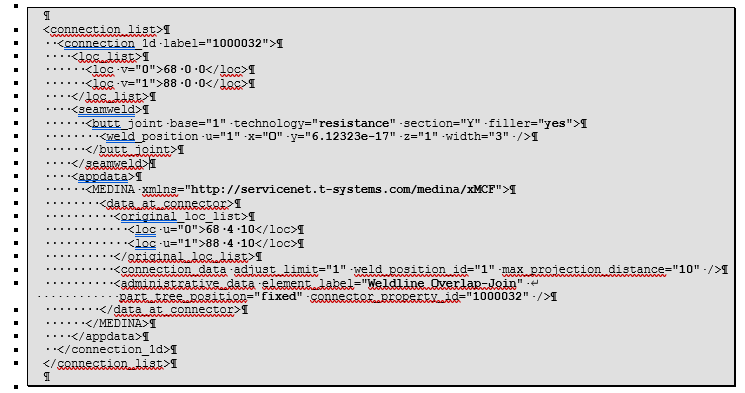 ¶
<connection_list>¶
··<connection_1d·label="1000032">¶
····<loc_list>¶
······<loc·v="0">68·0·0</loc>¶
······<loc·v="1">88·0·0</loc>¶
····</loc_list>¶
····<seamweld>¶
······<butt_joint·base="1"·technology="resistance"·section="Y"·filler="yes">¶
········<weld_position·u="1"·x="0"·y="6.12323e-17"·z="1"·width="3"·/>¶
······</butt_joint>¶
····</seamweld>¶
····<appdata>¶
······<MEDINA·xmlns="http://servicenet.t-systems.com/medina/xMCF">¶
········<data_at_connector>¶
··········<original_loc_list>¶
············<loc·u="0">68·4·10</loc>¶
············<loc·u="1">88·4·10</loc>¶
··········</original_loc_list>¶
··········<connection_data·adjust_limit="1"·weld_position_id="1"·max_projection_distance="10"·/>¶
··········<administrative_data·element_label="Weldline·Overlap-Join"·↵
············part_tree_position="fixed"·connector_property_id="1000032"·/>¶
········</data_at_connector>¶
······</MEDINA>¶
····</appdata>¶
··</connection_1d>¶
</connection_list>¶
¶